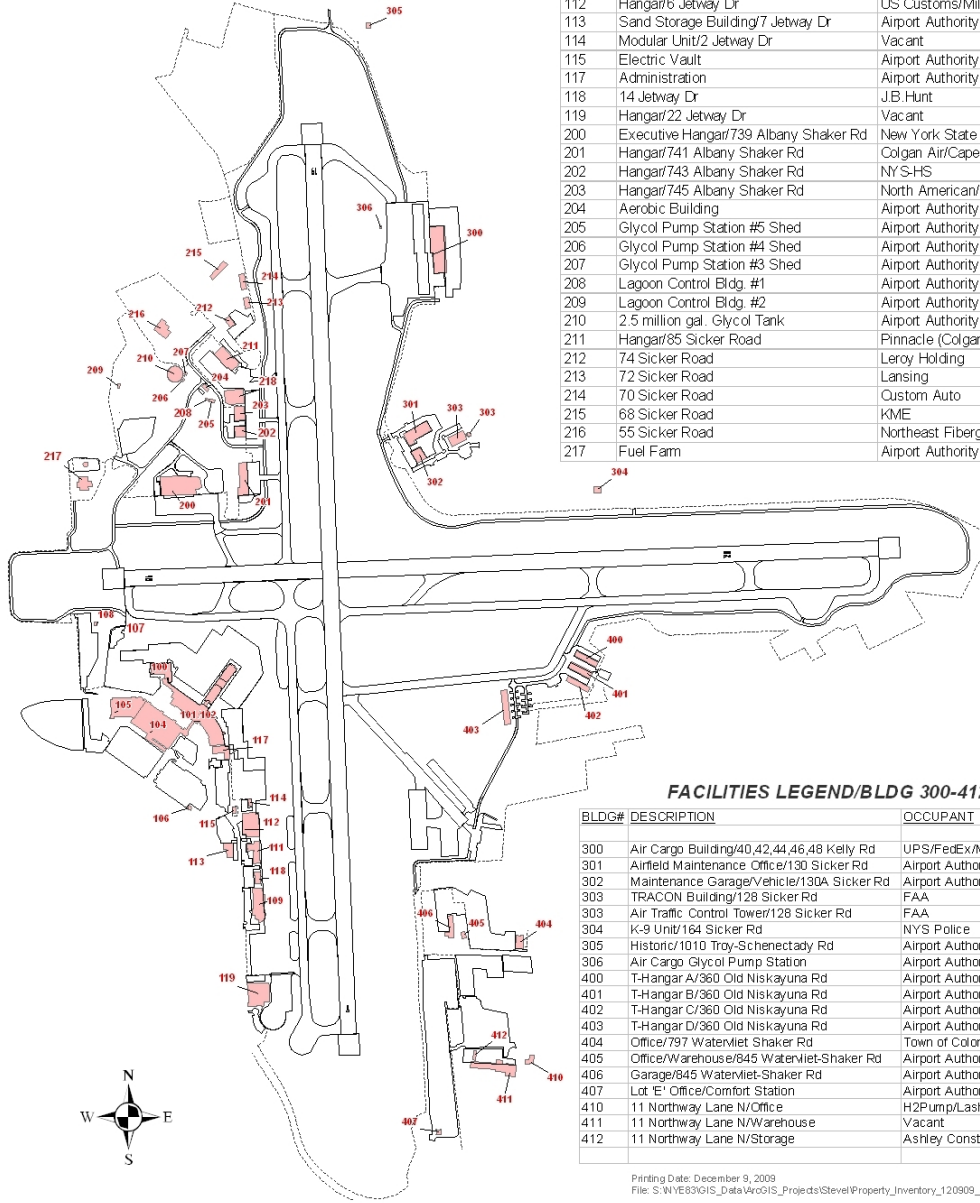 305
112 Hangar/6 Jetway Dr US Customs/Mil
113 Sand Storage Building/7 Jetway Dr Airport Authority
114 Modular Unit/2 Jetway Dr Vacant
115 Electric Vault Airport Authority
117 Administration Airport Authority
118 14 Jetway Dr J.B.Hunt
119 Hangar/22 Jetway Dr Vacant
200 Executive Hangar/739 Albany Shaker Rd New York State
201 Hangar/741 Albany Shaker Rd Colgan Air/Cape
202 Hangar/743 Albany Shaker Rd NYS-HS
203 Hangar/745 Albany Shaker Rd North American/
204 Aerobic Building Airport Authority
205 Glycol Pump Station #5 Shed Airport Authority
206 Glycol Pump Station #4 Shed Airport Authority
207 Glycol Pump Station #3 Shed Airport Authority
208 Lagoon Control Bldg. #1 Airport Authority
209 Lagoon Control Bldg. #2 Airport Authority
210 2.5 million gal. Glycol Tank Airport Authority
211 Hangar/85 Sicker Road Pinnacle (Colgan
212 74 Sicker Road Leroy Holding
213 72 Sicker Road Lansing
214 70 Sicker Road Custom Auto
215 68 Sicker Road KME
216 55 Sicker Road Northeast Fiberg
217 Fuel Farm Airport Authority
306
300
215
214
213
212
216
211
207
210
209
204
218
206
203
208
205
202
301
303
303
302
217
304
200
201
108
107
400
100
401
105
101
102
402
104
403
117
114
106
115
112
113
111
118
109
406
405
404
119
412
410
411
407
FACILITIES LEGEND/BLDG 300-41
BLDG# DESCRIPTION OCCUPANT
300 Air Cargo Building/40,42,44,46,48 Kelly Rd UPS/FedEx/M
301 Airfield Maintenance Office/130 Sicker Rd Airport Author
302 Maintenance Garage/Vehicle/130A Sicker Rd Airport Author
303 TRACON Building/128 Sicker Rd FAA
303 Air Traffic Control Tower/128 Sicker Rd FAA
304 K-9 Unit/164 Sicker Rd NYS Police
305 Historic/1010 Troy-Schenectady Rd Airport Author
306 Air Cargo Glycol Pump Station Airport Author
400 T-Hangar A/360 Old Niskayuna Rd Airport Author
401 T-Hangar B/360 Old Niskayuna Rd Airport Author
402 T-Hangar C/360 Old Niskayuna Rd Airport Author
403 T-Hangar D/360 Old Niskayuna Rd Airport Author
404 Office/797 Watervliet Shaker Rd Town of Color
405 Office/Warehouse/845 Watervliet-Shaker Rd Airport Author
406 Garage/845 Watervliet-Shaker Rd Airport Author
407 Lot 'E' Office/Comfort Station Airport Author
410 11 Northway Lane N/Office H2Pump/Lash
411 11 Northway Lane N/Warehouse Vacant
412 11 Northway Lane N/Storage Ashley Const
N
W E
S
Printing Date: December 9, 2009
File: S:\NYE83\GIS_Data\ArcGIS_Projects\Steve\Property_Inventory_120909_